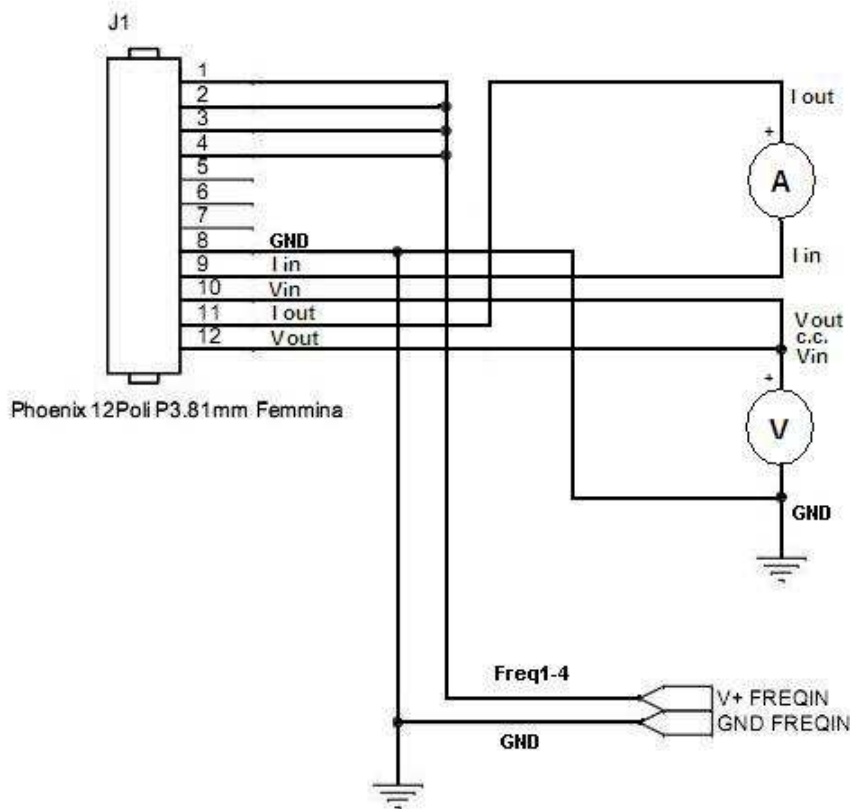 J1
1
2
3
4
5
6
7
8 GND
9 I in
10 Vin
11 I out
12 Vout
Phoenix 12Poli P3.81mm Femmina
I out
+
A
I in
Vout
c.c.
Vin
+
V
GND
Freq1-4
V+ FREQIN
GND FREQIN
GND